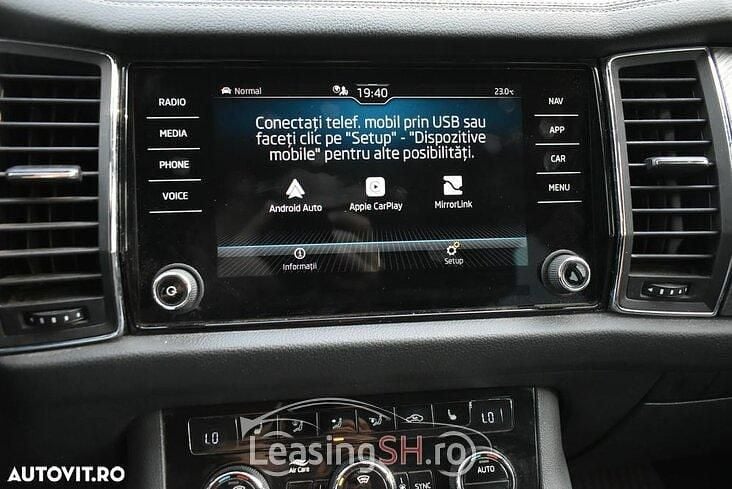 Normal
19:40
23.0°C
RADIO
MEDIA
PHONE
VOICE
Conectați telef. mobil prin USB sau
faceți clic pe "Setup" - "Dispozitive
mobile" pentru alte posibilități.
Android Auto
Apple CarPlay
MirrorLink
Informații
Setup
NAV
APP
CAR
MENU
LO
LO
Air Care
AUTO
SYNC
LeasingSH.ro
AUTOVIT.RO